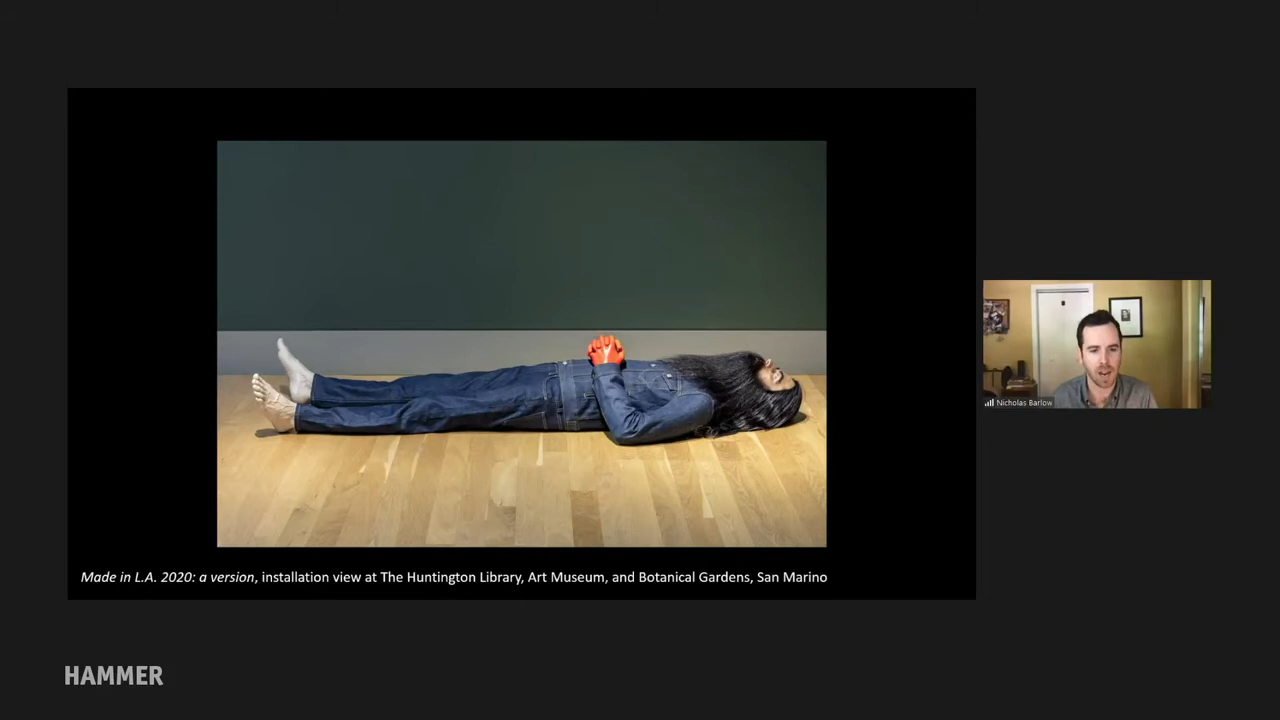 Nicholas Barlow
Made in L.A. 2020: a version, installation view at The Huntington Library, Art Museum, and Botanical Gardens, San Marino
HAMMER